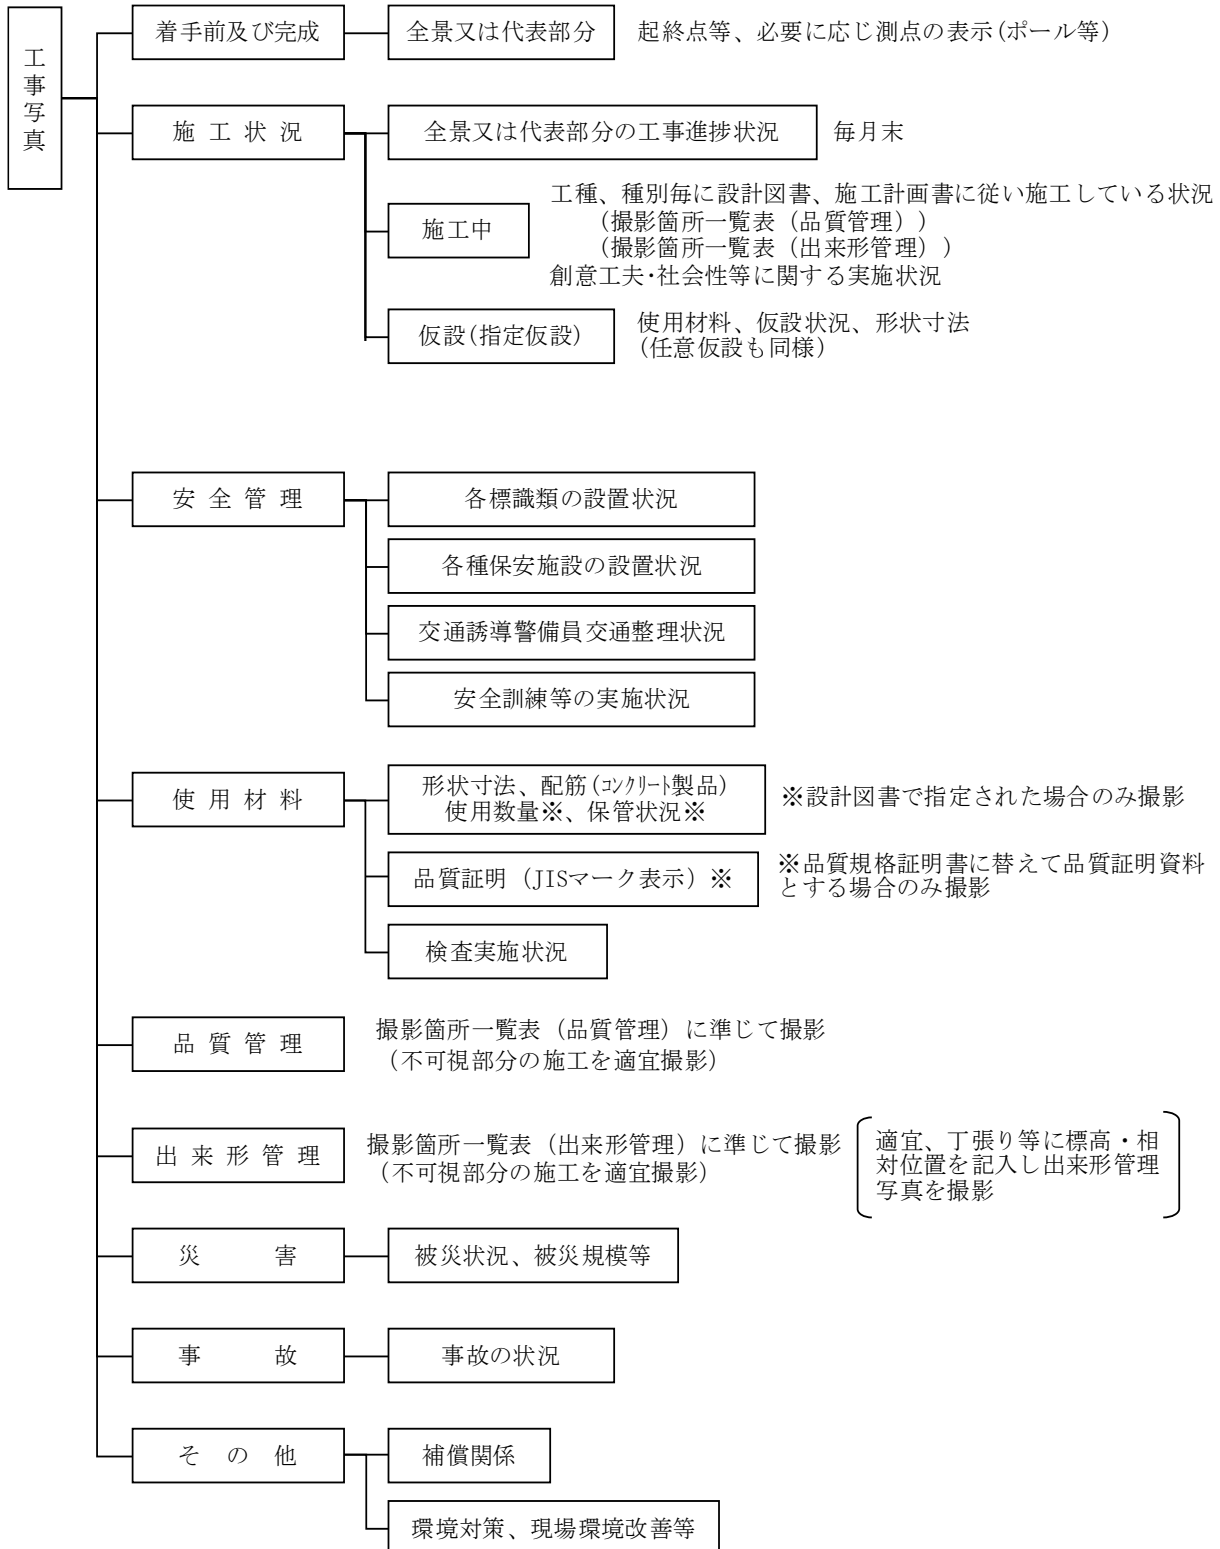 工事写真
着手前及び完成
全景又は代表部分
起終点等、必要に応じ測点の表示(ポール等)
施工状況
全景又は代表部分の工事進捗状況
毎月末
施工中
工種、種別毎に設計図書、施工計画書に従い施工している状況
(撮影箇所一覧表（品質管理）)
(撮影箇所一覧表（出来形管理）)
創意工夫・社会性等に関する実施状況
仮設(指定仮設)
使用材料、仮設状況、形状寸法
(任意仮設も同様)
安全管理
各標識類の設置状況
各種保安施設の設置状況
交通誘導警備員交通整理状況
安全訓練等の実施状況
使用材料
形状寸法、配筋(ｺﾝｸﾘｰﾄ製品)
使用数量※、保管状況※
※設計図書で指定された場合のみ撮影
品質証明（JISマーク表示）※
※品質規格証明書に替えて品質証明資料
とする場合のみ撮影
検査実施状況
品質管理
撮影箇所一覧表（品質管理）に準じて撮影
(不可視部分の施工を適宜撮影)
出来形管理
撮影箇所一覧表（出来形管理）に準じて撮影
(不可視部分の施工を適宜撮影)
適宜、丁張り等に標高・相
対位置を記入し出来形管理
写真を撮影
災害
被災状況、被災規模等
事故
事故の状況
その他
補償関係
環境対策、現場環境改善等